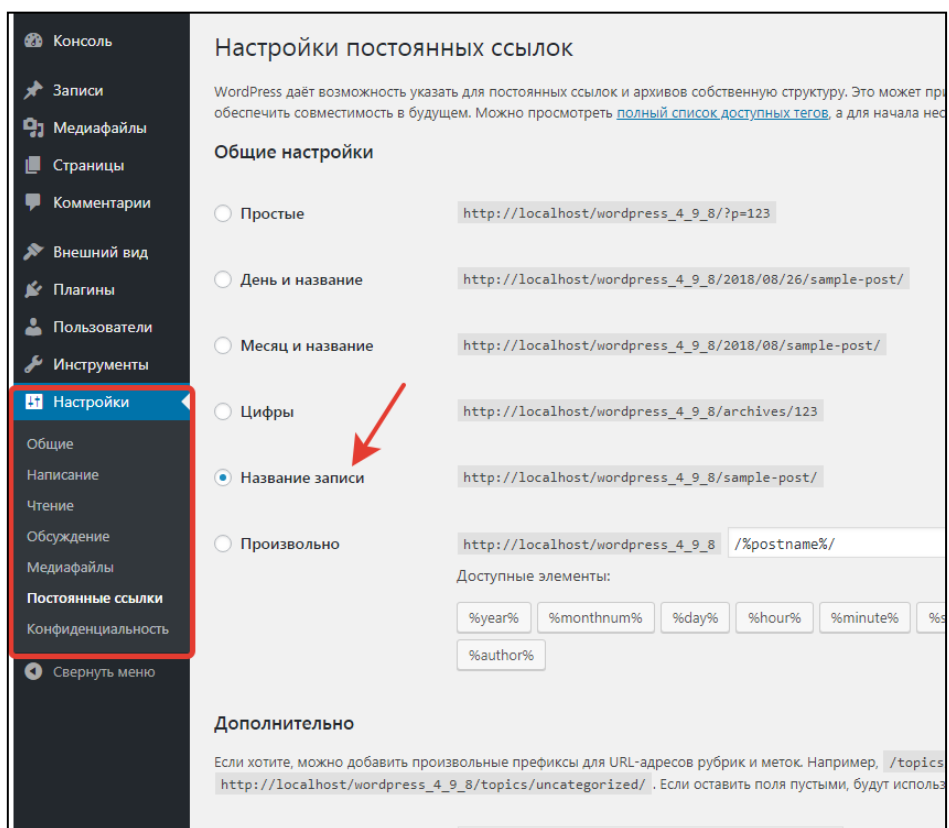 Консоль
Записи
Медиафайлы
Страницы
Комментарии
Внешний вид
Плагины
Пользователи
Инструменты
Настройки
Общие
Написание
Чтение
Обсуждение
Медиафайлы
Постоянные ссылки
Конфиденциальность
Свернуть меню
Настройки постоянных ссылок
WordPress даёт возможность указать для постоянных ссылок и архивов собственную структуру. Это может
обеспечить совместимость в будущем. Можно просмотреть полный список доступных тегов, а для начала
Общие настройки
Простые http://localhost/wordpress_4_9_8/?p=123
День и название http://localhost/wordpress_4_9_8/2018/08/26/sample-post/
Месяц и название http://localhost/wordpress_4_9_8/2018/08/sample-post/
Цифры http://localhost/wordpress_4_9_8/archives/123
Название записи http://localhost/wordpress_4_9_8/sample-post/
Произвольно http://localhost/wordpress_4_9_8 /%postname%/
Доступные элементы:
%year% %monthnum% %day% %hour% %minute%
%author%
Дополнительно
Если хотите, можно добавить произвольные префиксы для URL-адресов рубрик и меток. Например, /topics
http://localhost/wordpress_4_9_8/topics/uncategorized/ . Если оставить поля пустыми, будут